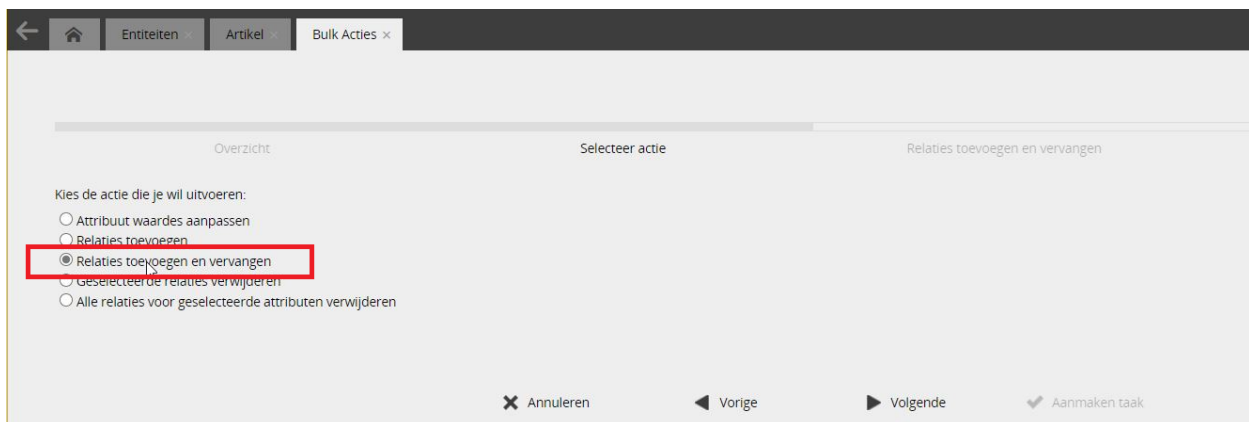 Entiteiten × Artikel × Bulk Acties ×
Overzicht Selecteer actie Relaties toevoegen en vervangen
Kies de actie die je wil uitvoeren:
Attribuut waardes aanpassen
Relaties toevoegen
Relaties toevoegen en vervangen
Geselecteerde relaties verwijderen
Alle relaties voor geselecteerde attributen verwijderen
Annuleren Vorige Volgende Aanmaken taak